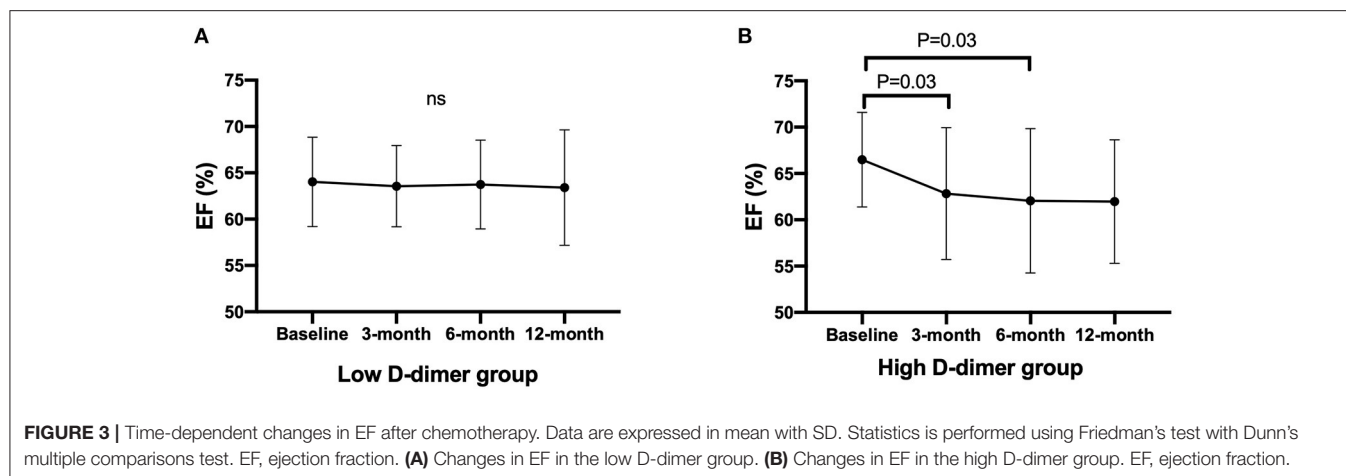 A
75
70
65
60
55
50
EF (%)
ns
Baseline 3-month 6-month 12-month
Low D-dimer group
B
P=0.03
P=0.03
75
70
65
60
55
50
EF (%)
Baseline 3-month 6-month 12-month
High D-dimer group
FIGURE 3 | Time-dependent changes in EF after chemotherapy. Data are expressed in mean with SD. Statistics is performed using Friedman's test with Dunn's
multiple comparisons test. EF, ejection fraction. (A) Changes in EF in the low D-dimer group. (B) Changes in EF in the high D-dimer group. EF, ejection fraction.